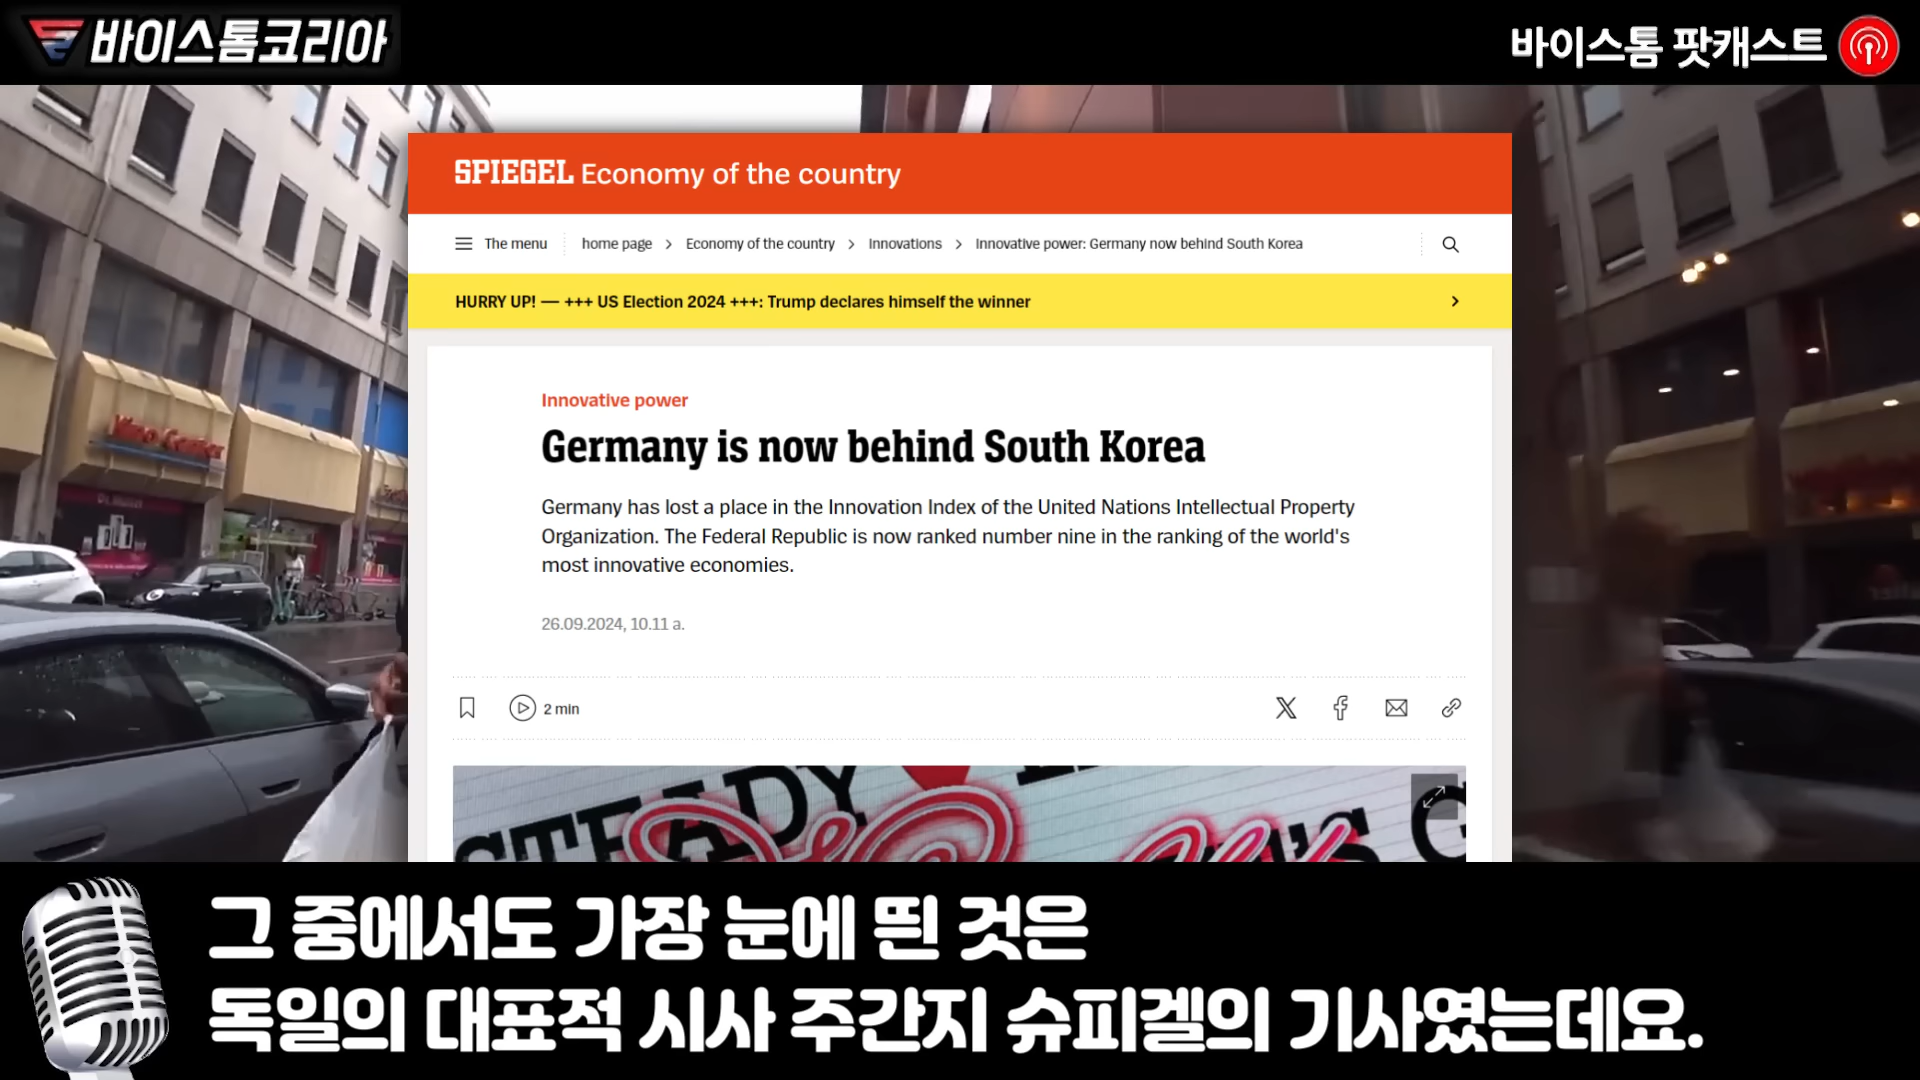 바이스톰코리아
바이스톰 팟캐스트
SPIEGEL Economy of the country
The menu
home page > Economy of the country > Innovations > Innovative power: Germany now behind South Korea
HURRY UP! — +++ US Election 2024 +++: Trump declares himself the winner
Innovative power
Germany is now behind South Korea
Germany has lost a place in the Innovation Index of the United Nations Intellectual Property
Organization. The Federal Republic is now ranked number nine in the ranking of the world's
most innovative economies.
26.09.2024, 10.11 a.
2 min
STEADY
그 중에서도 가장 눈에 띈 것은
독일의 대표적 시사 주간지 슈피겔의 기사였는데요.